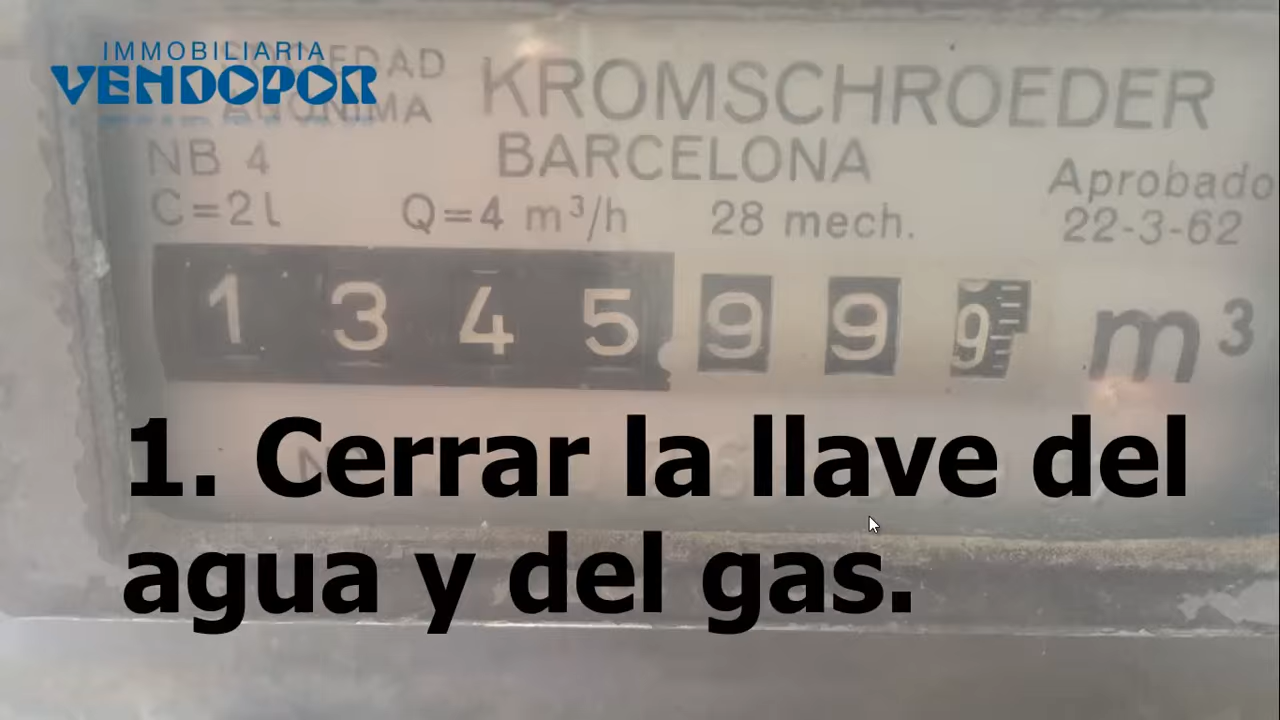 IMMOBILIARIA
VENDOPOR
KROMSCHROEDER
BARCELONA
NB 4
C=2l
Q=4 m³/h
28 mech.
Aprobado
22-3-62
1 3 4 5 9 9 9 m³
1. Cerrar la llave del
agua y del gas.